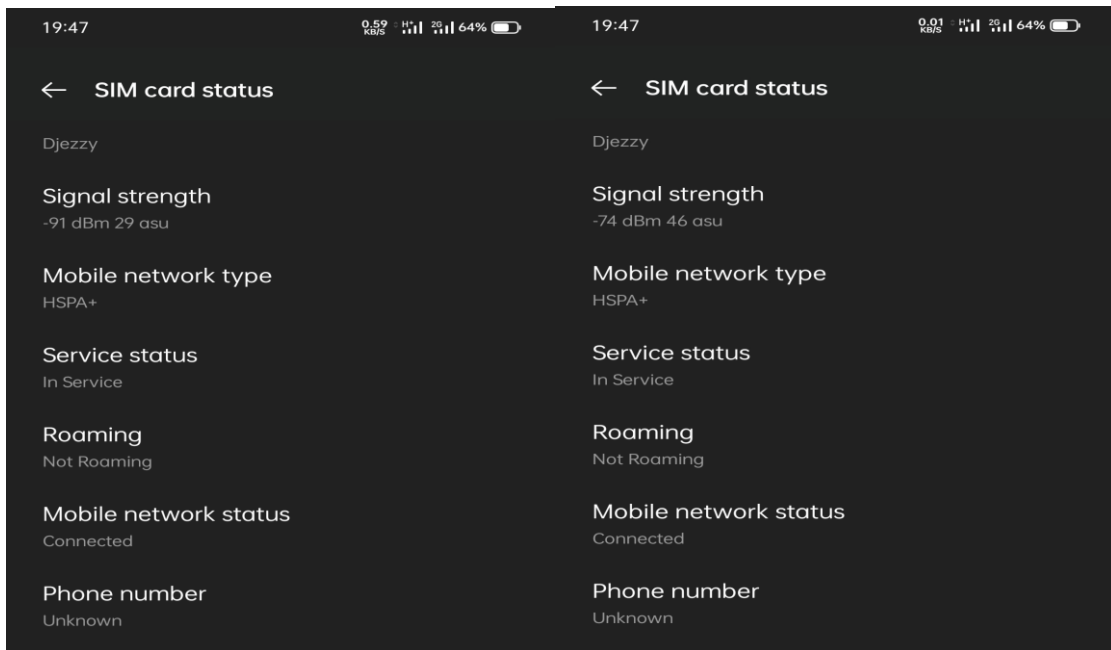 19:47
0.59 KB/S H+ 2G 64%
SIM card status
Djezzy
Signal strength
-91 dBm 29 asu
Mobile network type
HSPA+
Service status
In Service
Roaming
Not Roaming
Mobile network status
Connected
Phone number
Unknown
19:47
0.01 KB/S H+ 2G 64%
SIM card status
Djezzy
Signal strength
-74 dBm 46 asu
Mobile network type
HSPA+
Service status
In Service
Roaming
Not Roaming
Mobile network status
Connected
Phone number
Unknown